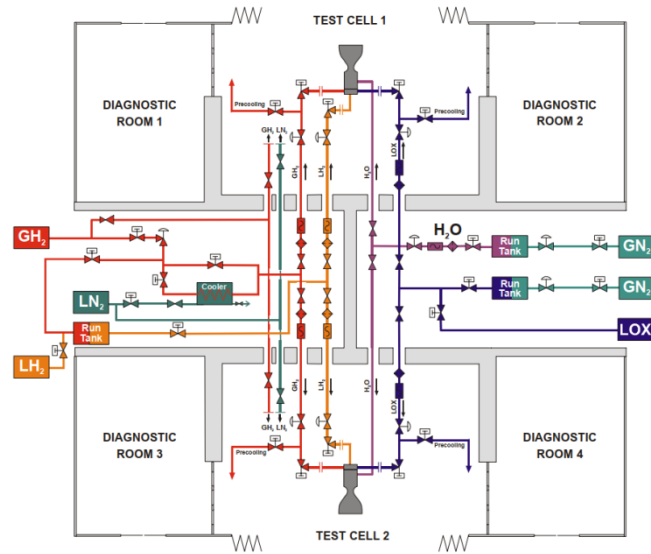 TEST CELL 1
DIAGNOSTIC
ROOM 1
DIAGNOSTIC
ROOM 2
Precooling
Precooling
GH₂ LN₂
GH₂
LH₂
H₂O
LOX
GH₂
H₂O
Run
Tank
GN₂
Cooler
LN₂
Run
Tank
GN₂
Run
Tank
LOX
LH₂
GH₂
LH₂
H₂O
LOX
GH₂ LN₂
DIAGNOSTIC
ROOM 3
DIAGNOSTIC
ROOM 4
Precooling
Precooling
TEST CELL 2